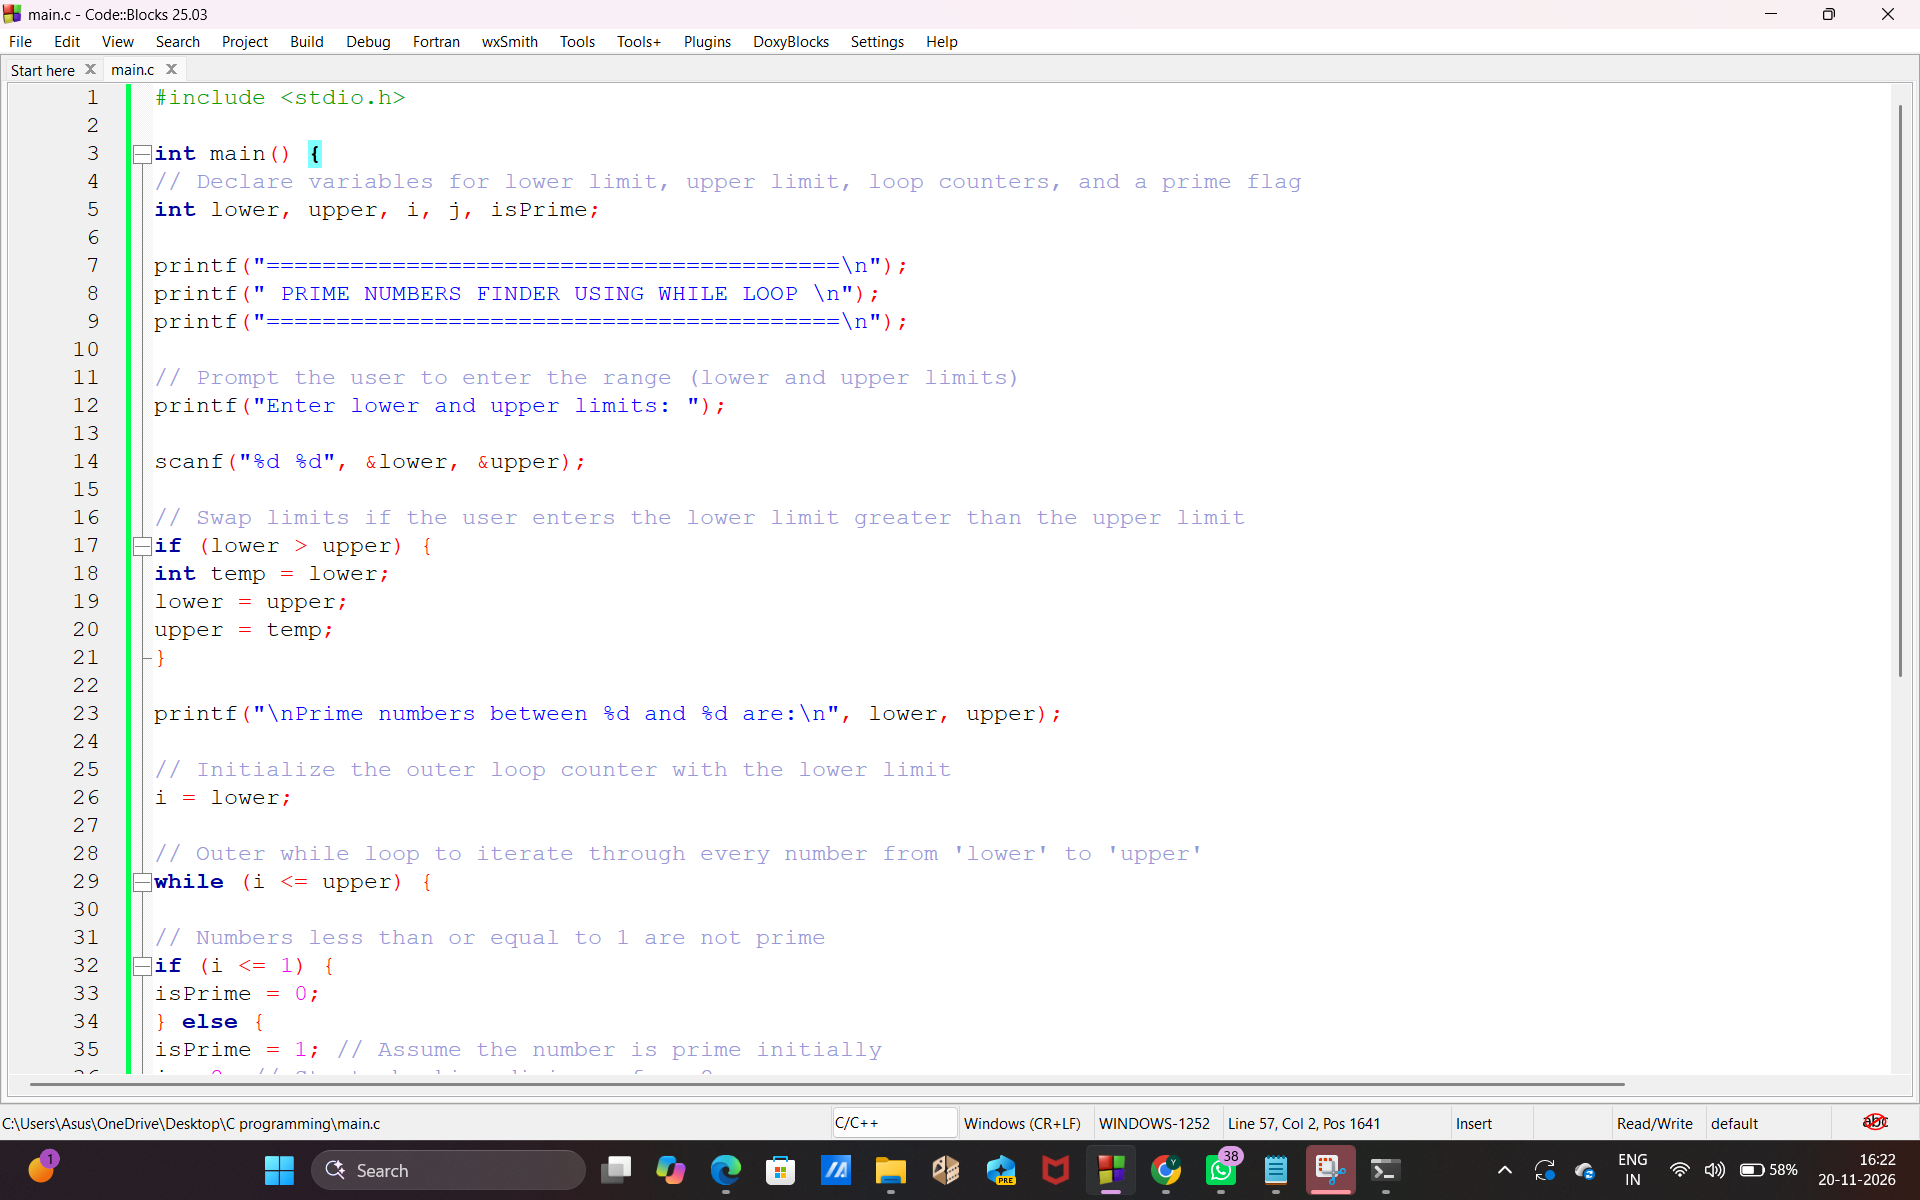 main.c - Code::Blocks 25.03
File Edit View Search Project Build Debug Fortran wxSmith Tools Tools+ Plugins DoxyBlocks Settings Help
Start here main.c
1 #include <stdio.h>
2
3 int main() {
4 // Declare variables for lower limit, upper limit, loop counters, and a prime flag
5 int lower, upper, i, j, isPrime;
6
7 printf("=========================================\n");
8 printf(" PRIME NUMBERS FINDER USING WHILE LOOP \n");
9 printf("=========================================\n");
10
11 // Prompt the user to enter the range (lower and upper limits)
12 printf("Enter lower and upper limits: ");
13
14 scanf("%d %d", &lower, &upper);
15
16 // Swap limits if the user enters the lower limit greater than the upper limit
17 if (lower > upper) {
18 int temp = lower;
19 lower = upper;
20 upper = temp;
21 }
22
23 printf("\nPrime numbers between %d and %d are:\n", lower, upper);
24
25 // Initialize the outer loop counter with the lower limit
26 i = lower;
27
28 // Outer while loop to iterate through every number from 'lower' to 'upper'
29 while (i <= upper) {
30
31 // Numbers less than or equal to 1 are not prime
32 if (i <= 1) {
33 isPrime = 0;
34 } else {
35 isPrime = 1; // Assume the number is prime initially
C:\Users\Asus\OneDrive\Desktop\C programming\main.c C/C++ Windows (CR+LF) WINDOWS-1252 Line 57, Col 2, Pos 1641 Insert Read/Write default abc
1 Search PRE 38 ENG IN 58% 16:22 20-11-2026